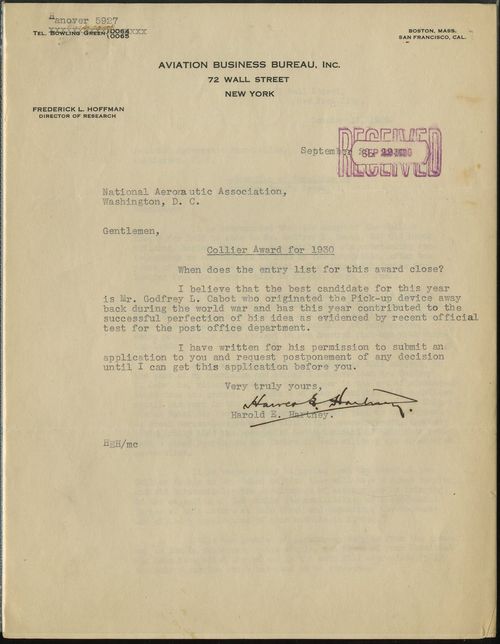 Hanover 5927
TEL. BOWLING GREEN
BOSTON, MASS.
SAN FRANCISCO, CAL.
AVIATION BUSINESS BUREAU, INC.
72 WALL STREET
NEW YORK
FREDERICK L. HOFFMAN
DIRECTOR OF RESEARCH
September
RECEIVED
SEP
RECEIVED
National Aeronautic Association,
Washington, D. C.
Gentlemen,
Collier Award for 1930
When does the entry list for this award close?
I believe that the best candidate for this year
is Mr. Godfrey L. Cabot who originated the Pick-up device away
back during the world war and has this year contributed to the
successful perfection of his idea as evidenced by recent official
test for the post office department.
I have written for his permission to submit an
application to you and request postponement of any decision
until I can get this application before you.
Very truly yours,
Harold E. Hartney.
HEH/mc